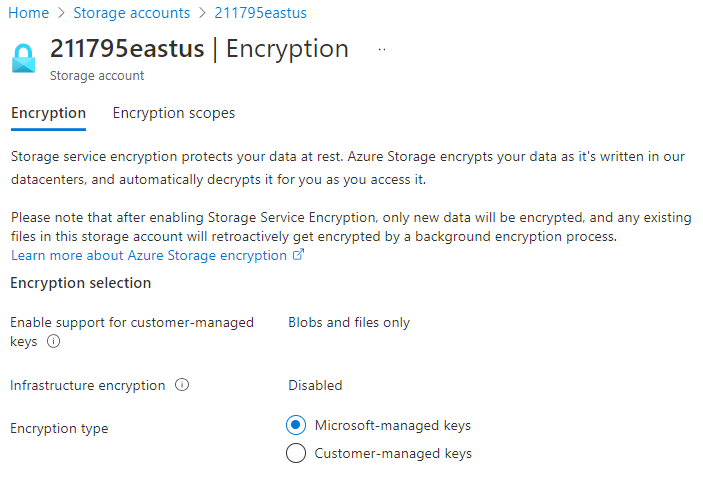 Home > Storage accounts > 211795eastus
211795eastus | Encryption ..
Storage account
Encryption Encryption scopes
Storage service encryption protects your data at rest. Azure Storage encrypts your data as it's written in our
datacenters, and automatically decrypts it for you as you access it.
Please note that after enabling Storage Service Encryption, only new data will be encrypted, and any existing
files in this storage account will retroactively get encrypted by a background encryption process.
Learn more about Azure Storage encryption
Encryption selection
Enable support for customer-managed
keys
Blobs and files only
Infrastructure encryption Disabled
Encryption type
Microsoft-managed keys
Customer-managed keys